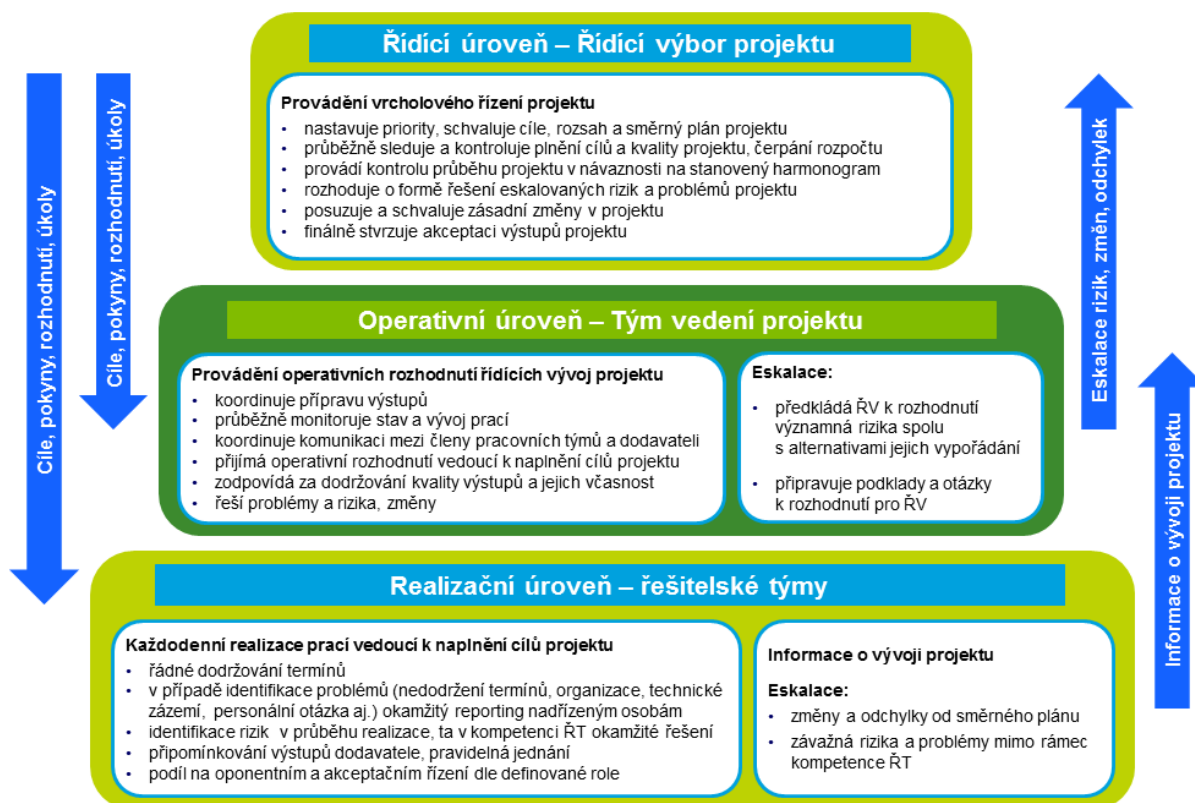 Řídící úroveň – Řídící výbor projektu
Provádění vrcholového řízení projektu
• nastavuje priority, schvaluje cíle, rozsah a směrný plán projektu
• průběžně sleduje a kontroluje plnění cílů a kvality projektu, čerpání rozpočtu
• provádí kontrolu průběhu projektu v návaznosti na stanovený harmonogram
• rozhoduje o formě řešení eskalovaných rizik a problémů projektu
• posuzuje a schvaluje zásadní změny v projektu
• finálně stvrzuje akceptaci výstupů projektu
Cíle, pokyny, rozhodnutí, úkoly
Cíle, pokyny, rozhodnutí, úkoly
Eskalace rizik, změn, odchylek
Informace o vývoji projektu
Operativní úroveň – Tým vedení projektu
Provádění operativních rozhodnutí řídících vývoj projektu
• koordinuje přípravu výstupů
• průběžně monitoruje stav a vývoj prací
• koordinuje komunikaci mezi členy pracovních týmů a dodavateli
• přijímá operativní rozhodnutí vedoucí k naplnění cílů projektu
• zodpovídá za dodržování kvality výstupů a jejich včasnost
• řeší problémy a rizika, změny
Eskalace:
• předkládá ŘV k rozhodnutí
významná rizika spolu
s alternativami jejich vypořádání
• připravuje podklady a otázky
k rozhodnutí pro ŘV
Realizační úroveň – řešitelské týmy
Každodenní realizace prací vedoucí k naplnění cílů projektu
• řádné dodržování termínů
• v případě identifikace problémů (nedodržení termínů, organizace, technické
zázemí, personální otázka aj.) okamžitý reporting nadřízeným osobám
• identifikace rizik v průběhu realizace, ta v kompetenci ŘT okamžité řešení
• připomínkování výstupů dodavatele, pravidelná jednání
• podíl na oponentním a akceptačním řízení dle definované role
Informace o vývoji projektu
Eskalace:
• změny a odchylky od směrného plánu
• závažná rizika a problémy mimo rámec
kompetence ŘT